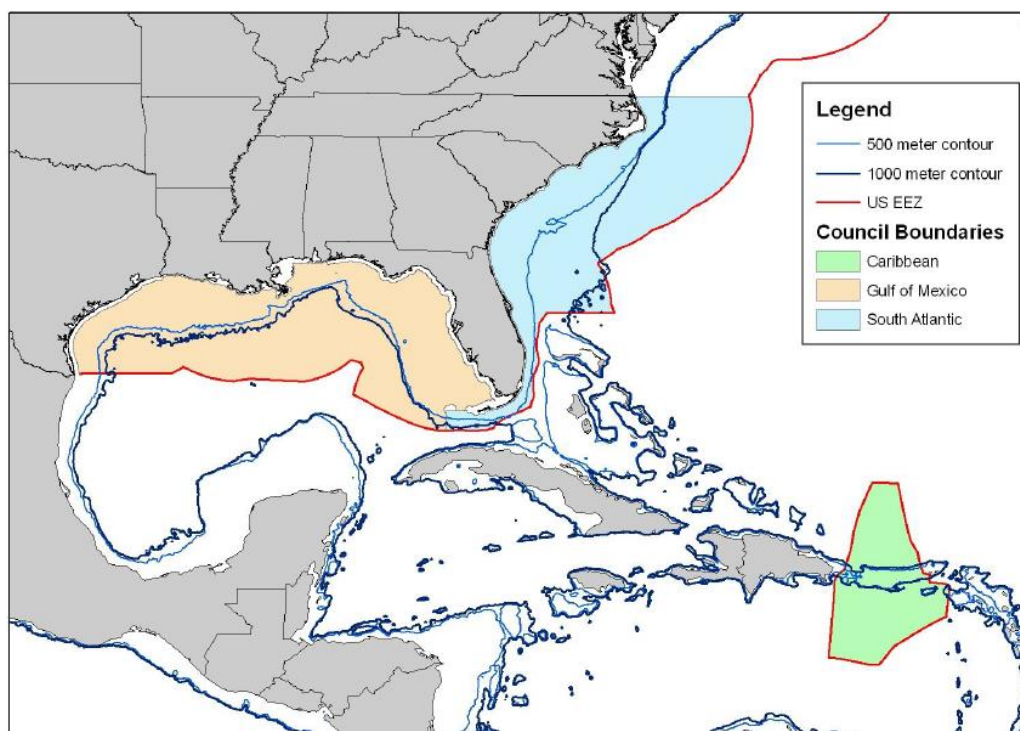 Legend
500 meter contour
1000 meter contour
US EEZ
Council Boundaries
Caribbean
Gulf of Mexico
South Atlantic